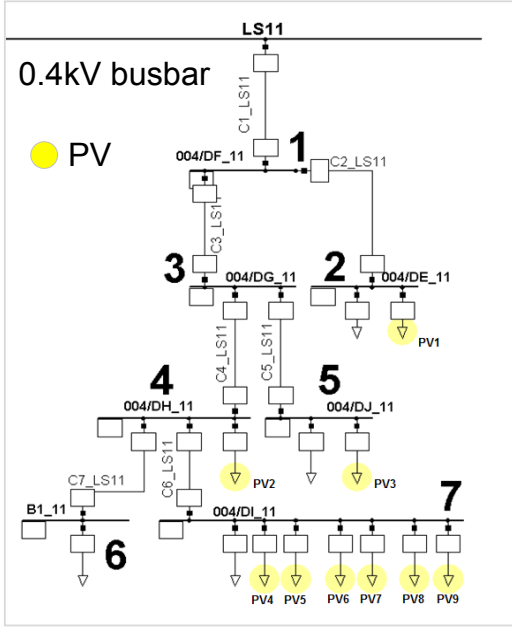 LS11
0.4kV busbar
C1_LS11
PV
1
004/DF_11
C2_LS11
C3_LS11
3
004/DG_11
2
004/DE_11
PV1
C4_LS11
C5_LS11
4
004/DH_11
5
004/DJ_11
C7_LS11
C6_LS11
PV2
PV3
B1_11
004/DI_11
7
6
PV4
PV5
PV6
PV7
PV8
PV9